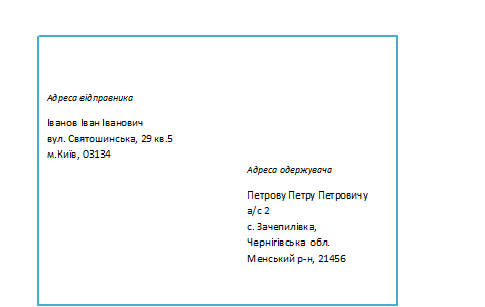 Адреса відправника
Іванов Іван Іванович
вул. Святошинська, 29 кв.5
м.Київ, 03134
Адреса одержувача
Петрову Петру Петровичу
а/с 2
с. Зачепилівка,
Чернігівська обл.
Менський р-н, 21456